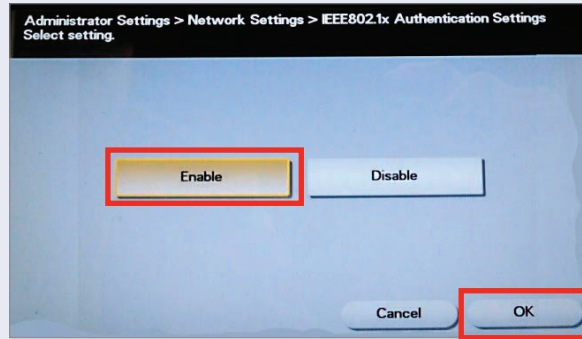 Administrator Settings > Network Settings > IEEE802.1x Authentication Settings
Select setting.
Enable
Disable
Cancel
OK